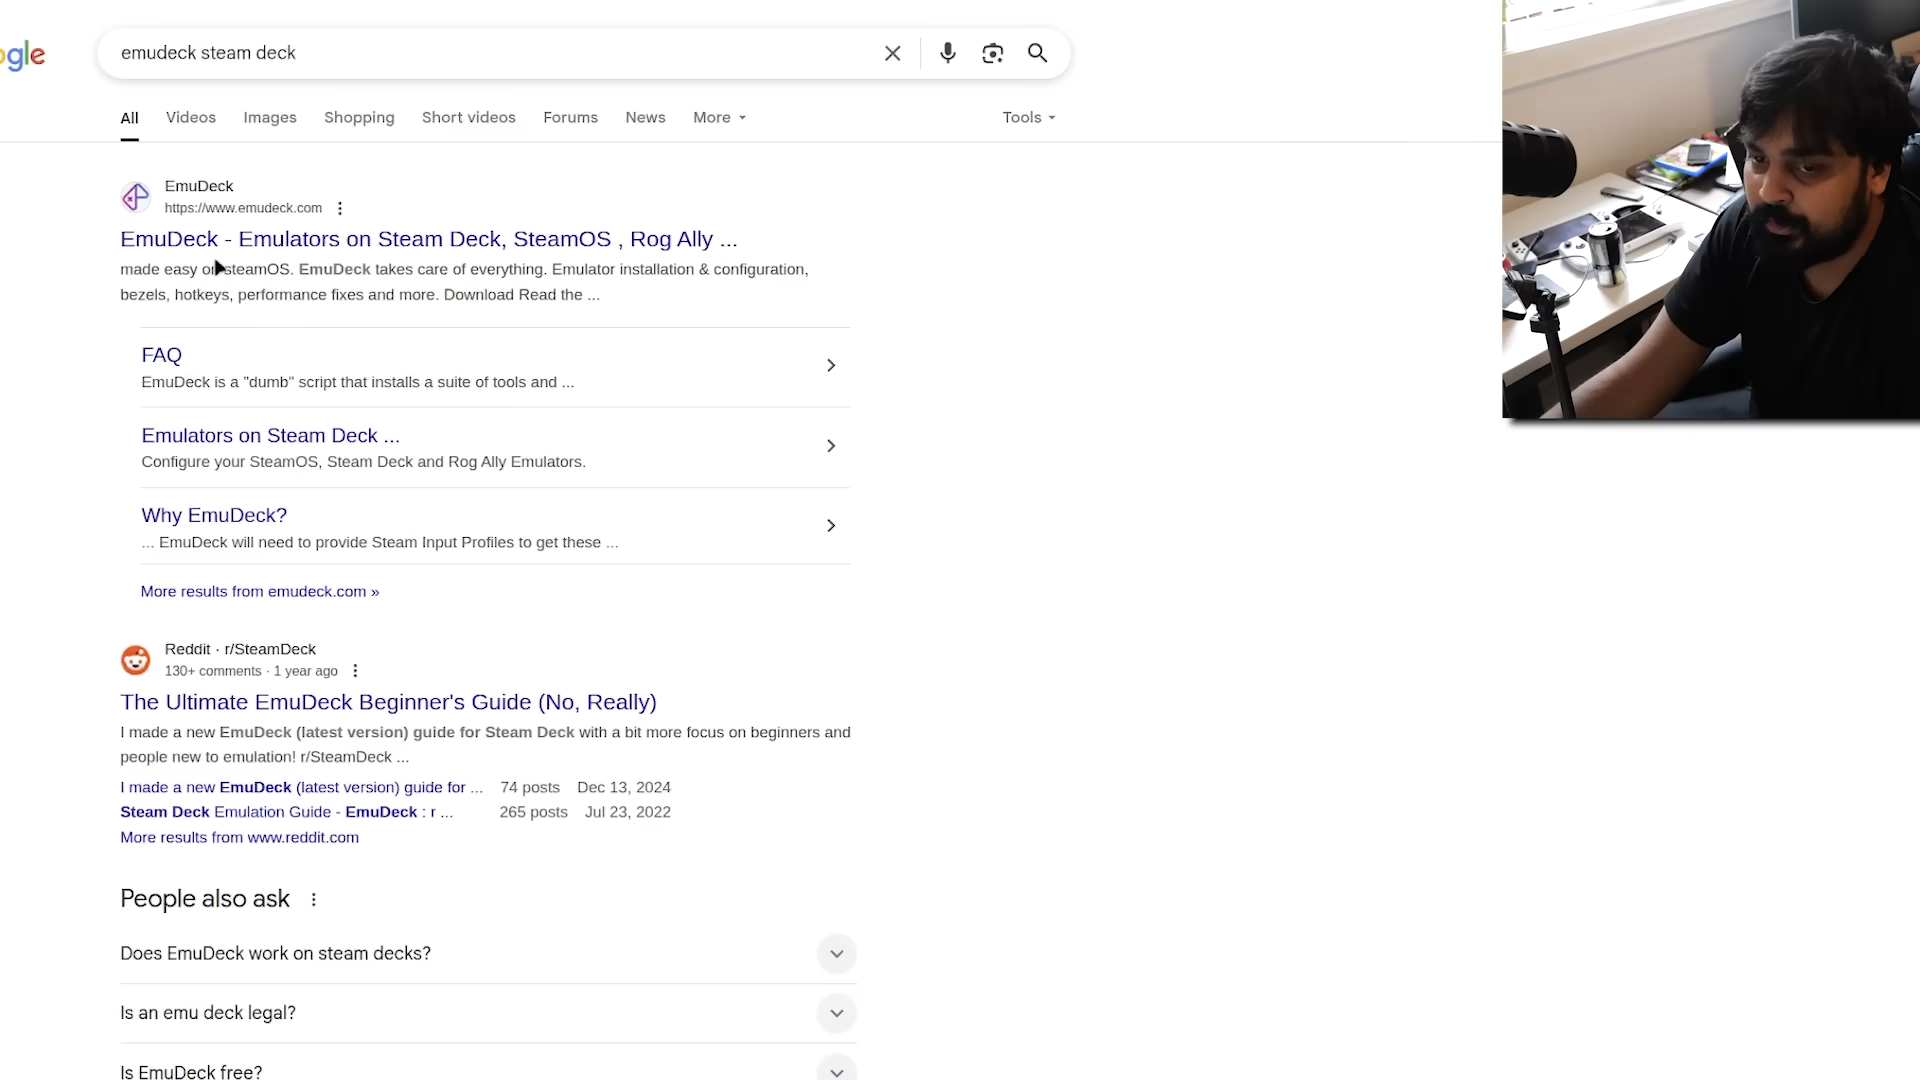 ogle
emudeck steam deck
All Videos Images Shopping Short videos Forums News More Tools
EmuDeck
https://www.emudeck.com
EmuDeck - Emulators on Steam Deck, SteamOS , Rog Ally ...
made easy on steamOS. EmuDeck takes care of everything. Emulator installation & configuration,
bezels, hotkeys, performance fixes and more. Download Read the ...
FAQ
EmuDeck is a "dumb" script that installs a suite of tools and ...
Emulators on Steam Deck ...
Configure your SteamOS, Steam Deck and Rog Ally Emulators.
Why EmuDeck?
... EmuDeck will need to provide Steam Input Profiles to get these ...
More results from emudeck.com »
Reddit · r/SteamDeck
130+ comments · 1 year ago
The Ultimate EmuDeck Beginner's Guide (No, Really)
I made a new EmuDeck (latest version) guide for Steam Deck with a bit more focus on beginners and
people new to emulation! r/SteamDeck ...
I made a new EmuDeck (latest version) guide for ... 74 posts Dec 13, 2024
Steam Deck Emulation Guide - EmuDeck : r ... 265 posts Jul 23, 2022
More results from www.reddit.com
People also ask
Does EmuDeck work on steam decks?
Is an emu deck legal?
Is EmuDeck free?